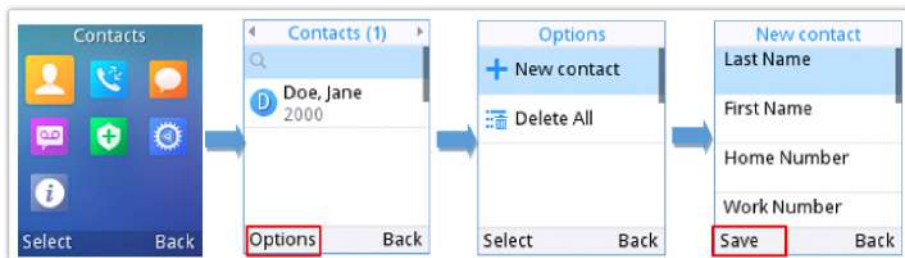 Contacts
Select Back
Contacts (1)
D Doe, Jane
2000
Options Back
Options
New contact
Delete All
Select Back
New contact
Last Name
First Name
Home Number
Work Number
Save Back